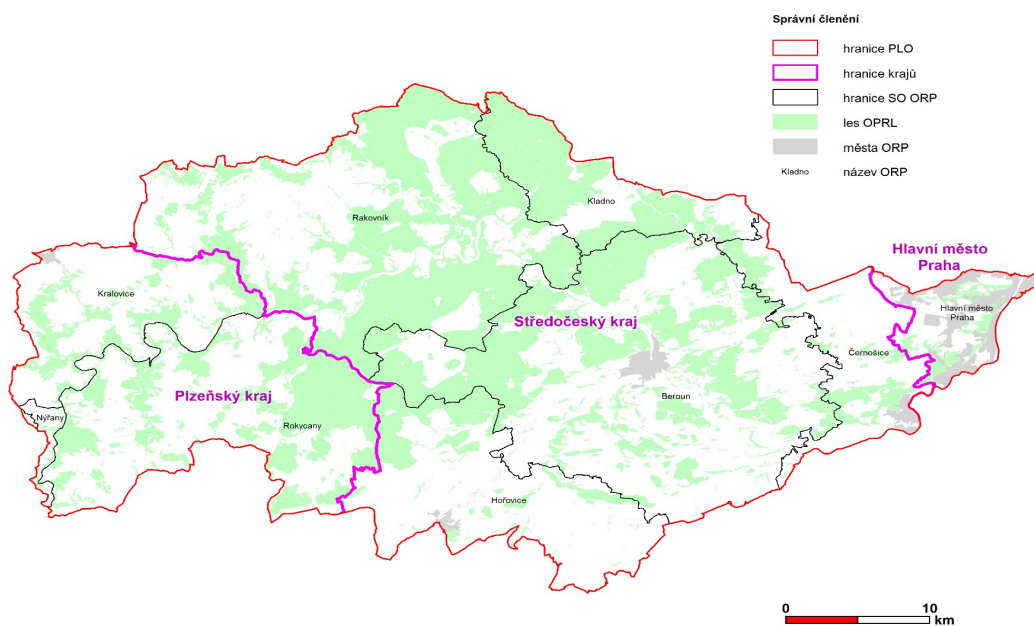 Správní členění
hranice PLO
hranice krajů
hranice SO ORP
les OPRL
města ORP
Kladno název ORP
Kladno
Rakovník
Hlavní město
Praha
Kralovice
Hlavní město
Praha
Středočeský kraj
Černošice
Plzeňský kraj
Beroun
Nýřany
Rokycany
Hořovice
0 10
km